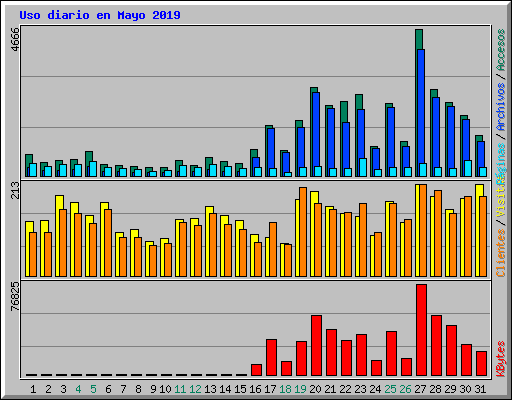 Uso diario en Mayo 2019
4666
213
76825
Accesos / Archivos / Páginas
Visitas / Clientes
KBytes
1 2 3 4 5 6 7 8 9 10 11 12 13 14 15 16 17 18 19 20 21 22 23 24 25 26 27 28 29 30 31